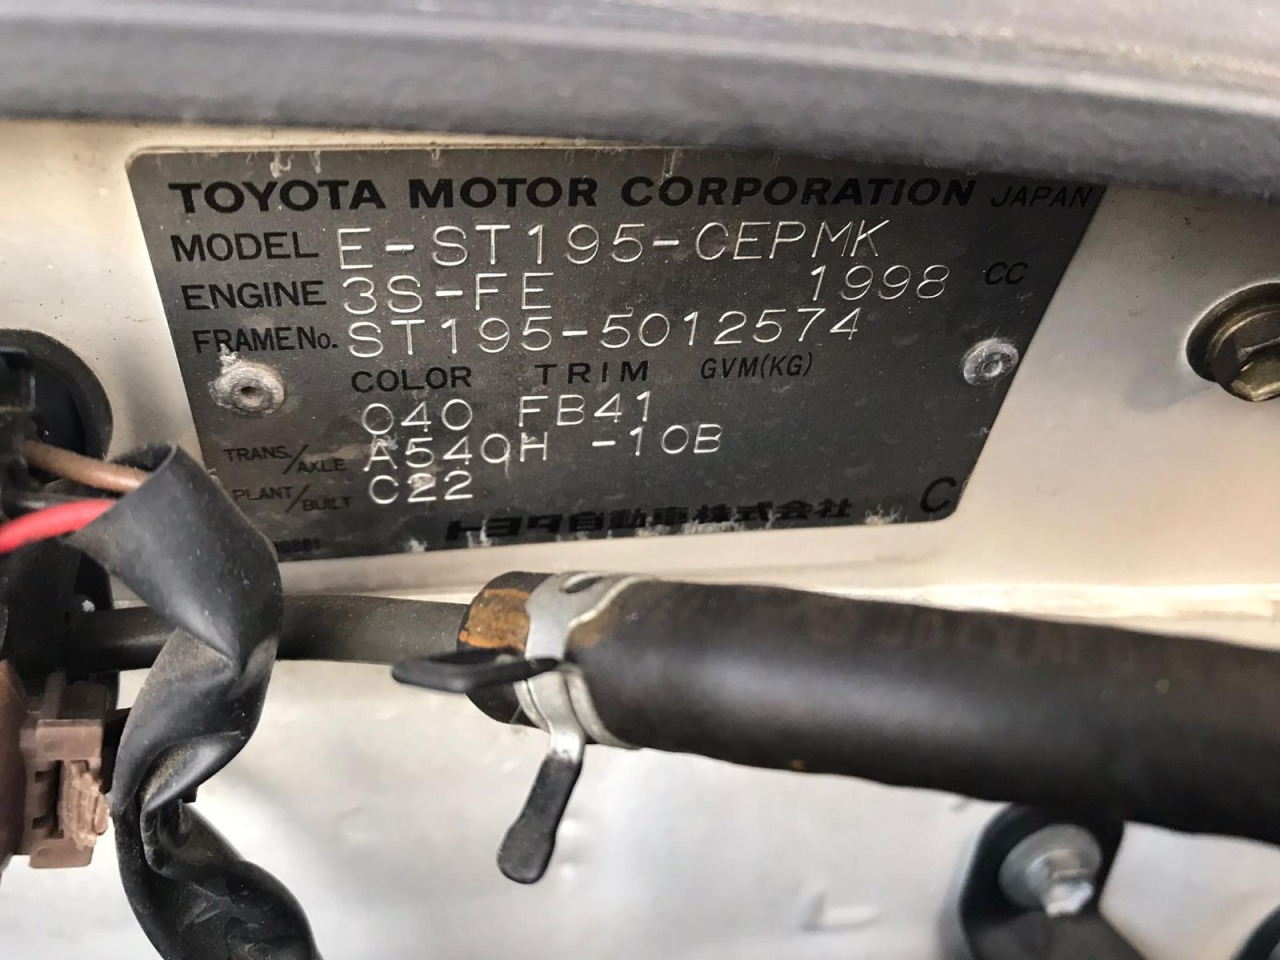 TOYOTA MOTOR CORPORATION JAPAN
MODEL E-ST195-CEPMK
ENGINE 3S-FE 1998 CC
FRAME No. ST195-5012574
COLOR TRIM GVM(KG)
040 FB41
TRANS./AXLE A540H -10B
PLANT/BUILT C22
トヨタ自動車株式会社 C